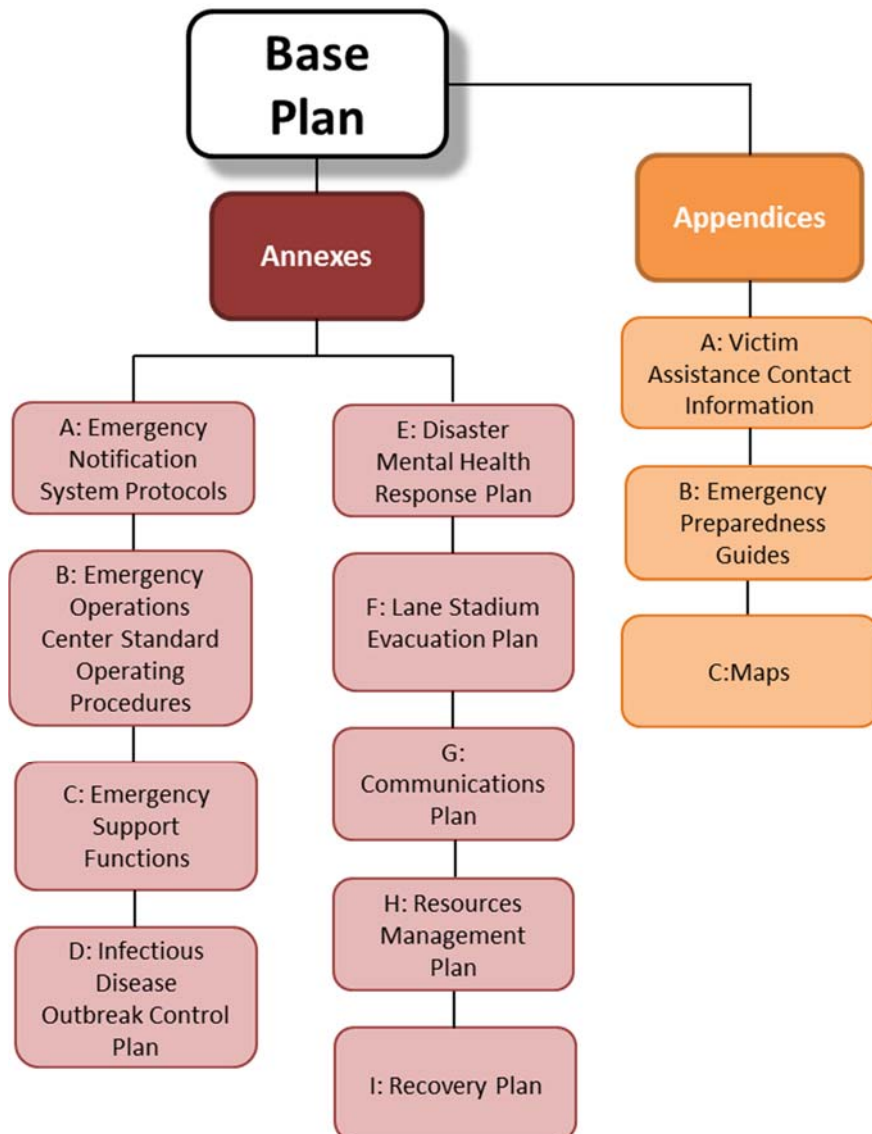 Base
Plan
Annexes
Appendices
A: Emergency
Notification
System Protocols
B: Emergency
Operations
Center Standard
Operating
Procedures
C: Emergency
Support
Functions
D: Infectious
Disease
Outbreak Control
Plan
E: Disaster
Mental Health
Response Plan
F: Lane Stadium
Evacuation Plan
G:
Communications
Plan
H: Resources
Management
Plan
I: Recovery Plan
A: Victim
Assistance Contact
Information
B: Emergency
Preparedness
Guides
C:Maps